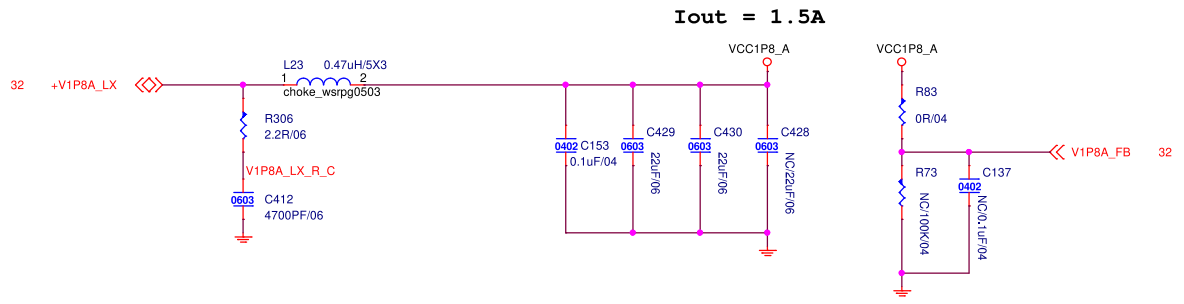 Iout = 1.5A
VCC1P8_A
VCC1P8_A
L23 0.47uH/5X3
1 2
choke_wsrpg0503
32 +V1P8A_LX
R306
2.2R/06
V1P8A_LX_R_C
0603 C412
4700PF/06
0402 C153
0.1uF/04
C429
0603
22uF/06
C430
0603
22uF/06
C428
0603
NC/22uF/06
R83
0R/04
V1P8A_FB 32
R73
NC/100K/04
C137
0402
NC/0.1uF/04